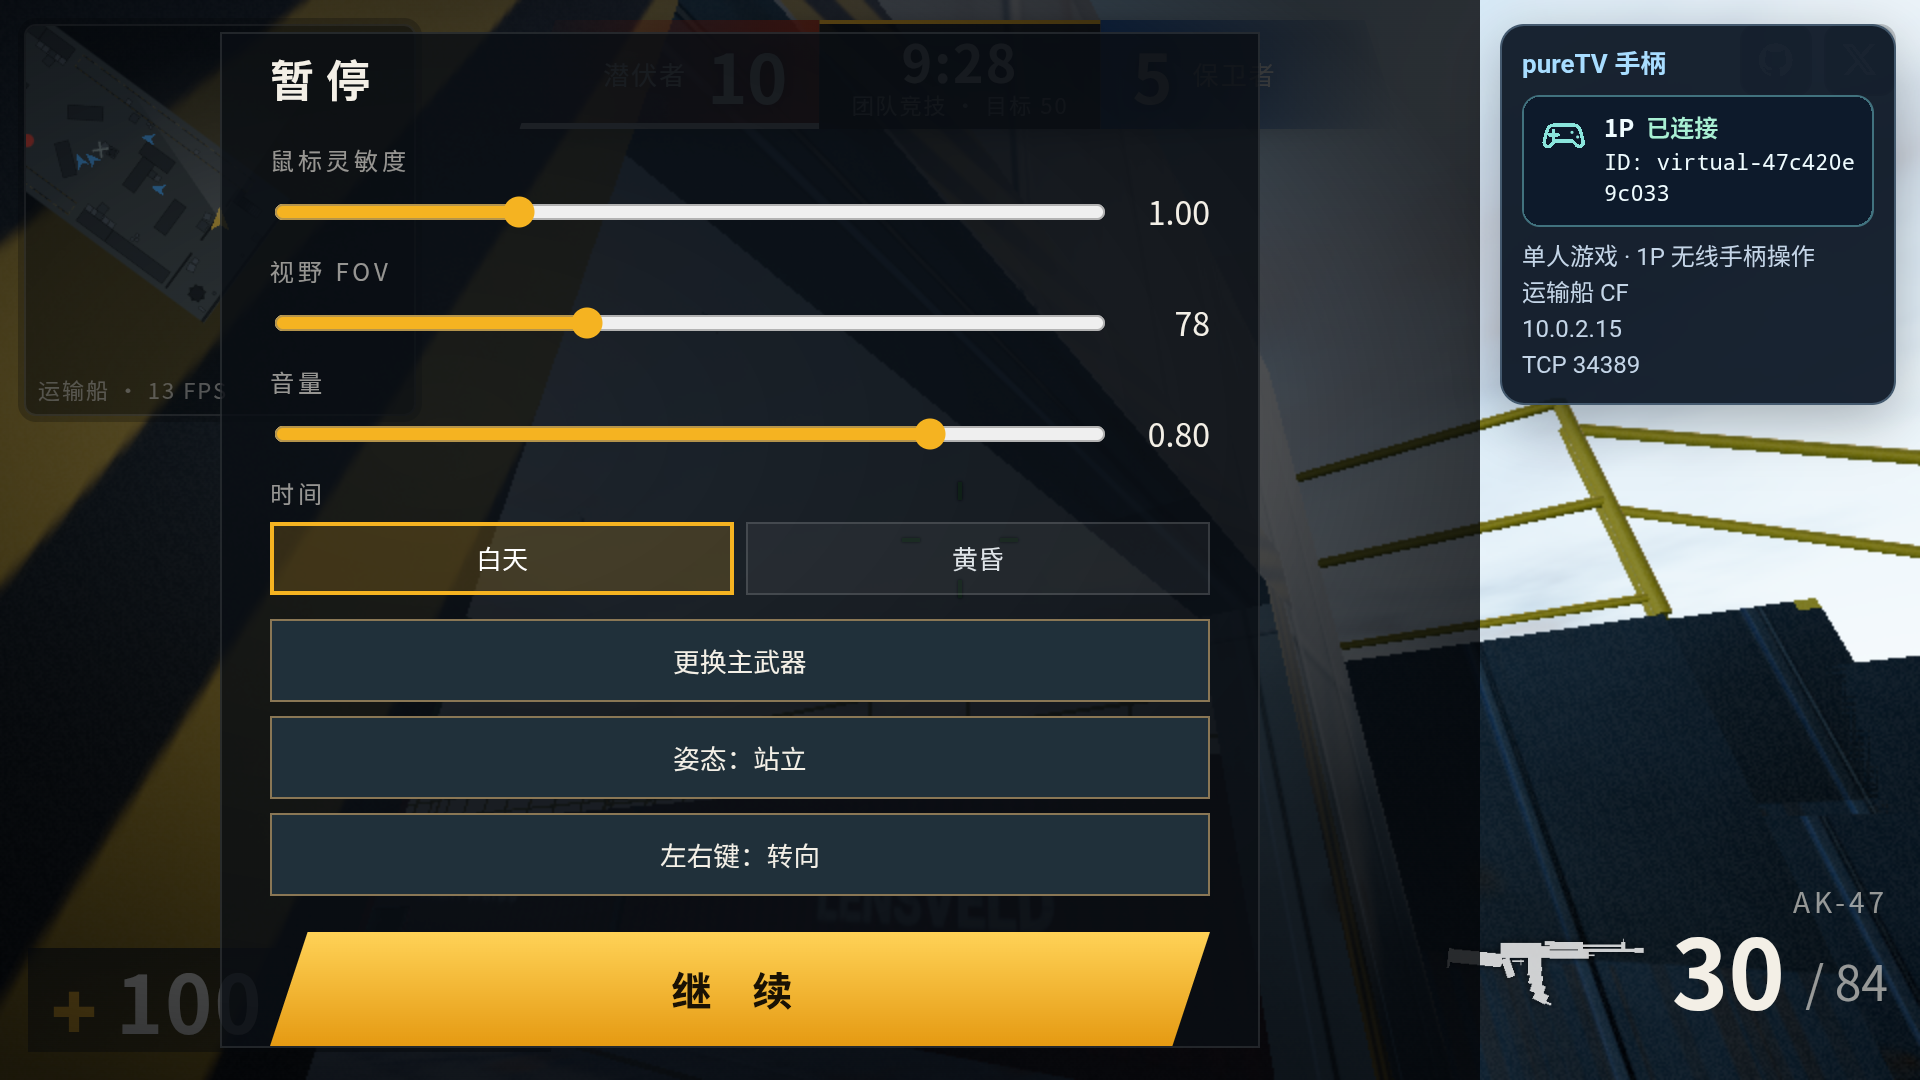 暂停
潜伏者 10
9:28
团队竞技 · 目标 50
5 保卫者
鼠标灵敏度
1.00
视野 FOV
78
音量
0.80
运输船 · 13 FPS
时间
白天
黄昏
更换主武器
姿态：站立
左右键：转向
LENSVELD
继续
+ 100
pureTV 手柄
1P 已连接
ID: virtual-47c420e
9c033
单人游戏 · 1P 无线手柄操作
运输船 CF
10.0.2.15
TCP 34389
AK-47
30 / 84